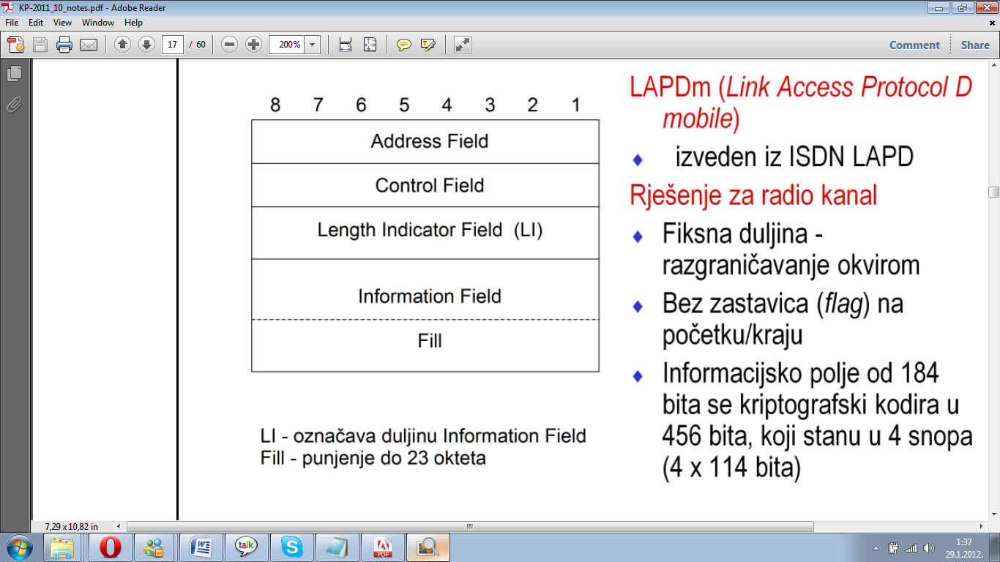 KP-2011_10_notes.pdf - Adobe Reader
File Edit View Window Help
17 / 60 200% Comment Share
8 7 6 5 4 3 2 1
Address Field
Control Field
Length Indicator Field (LI)
Information Field
Fill
LI - označava duljinu Information Field
Fill - punjenje do 23 okteta
LAPDm (Link Access Protocol D
mobile)
♦ izveden iz ISDN LAPD
Rješenje za radio kanal
♦ Fiksna duljina -
razgraničavanje okvirom
♦ Bez zastavica (flag) na
početku/kraju
♦ Informacijsko polje od 184
bita se kriptografski kodira u
456 bita, koji stanu u 4 snopa
(4 x 114 bita)
7,29 x 10,82 in
talk
PDF
1:37
29.1.2012.